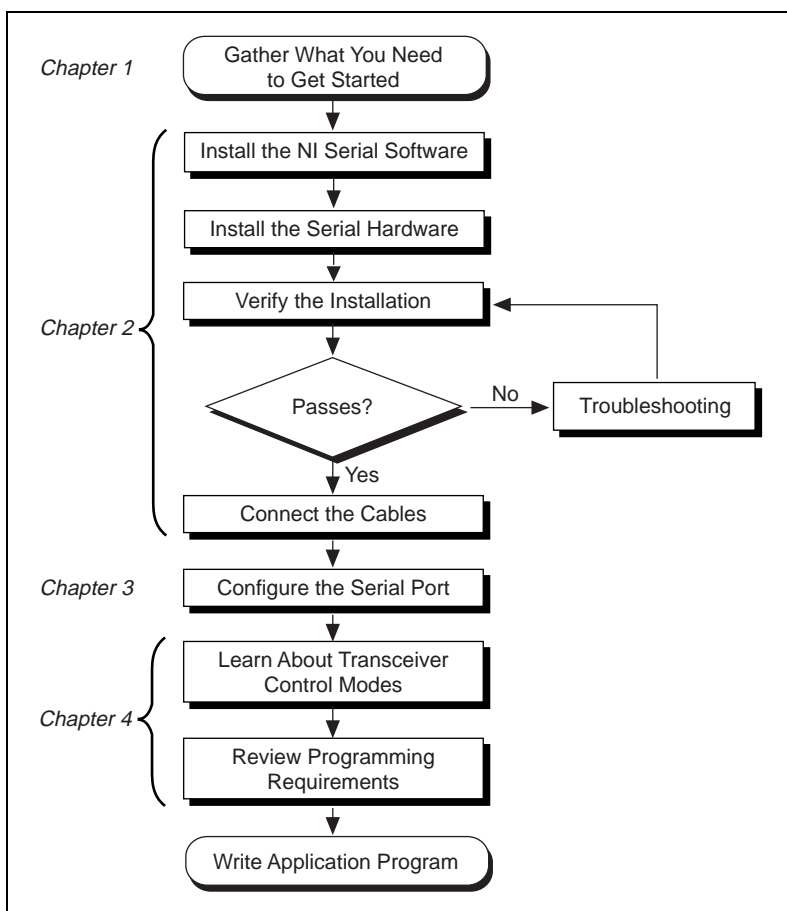 Chapter 1
Gather What You Need
to Get Started
Install the NI Serial Software
Install the Serial Hardware
Verify the Installation
Chapter 2
Passes?
No
Troubleshooting
Yes
Connect the Cables
Chapter 3
Configure the Serial Port
Learn About Transceiver
Control Modes
Chapter 4
Review Programming
Requirements
Write Application Program